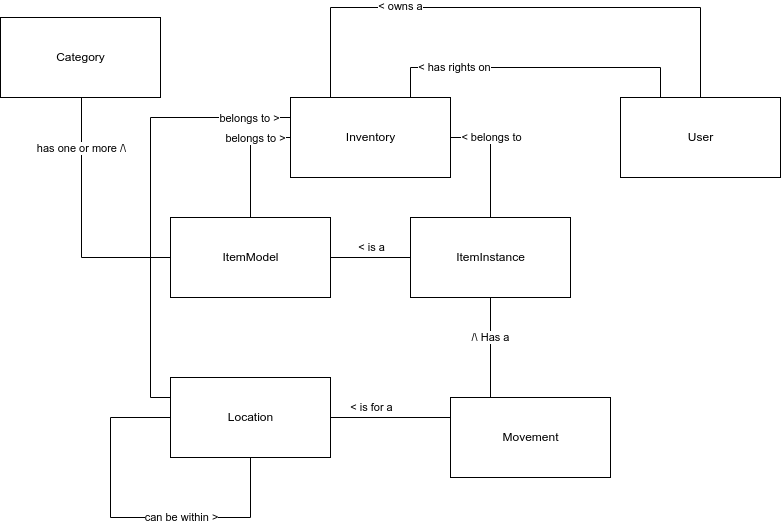 < owns a
Category
< has rights on
belongs to >
belongs to >
Inventory
< belongs to
User
has one or more /\
ItemModel
< is a
ItemInstance
/\ Has a
Location
< is for a
Movement
can be within >